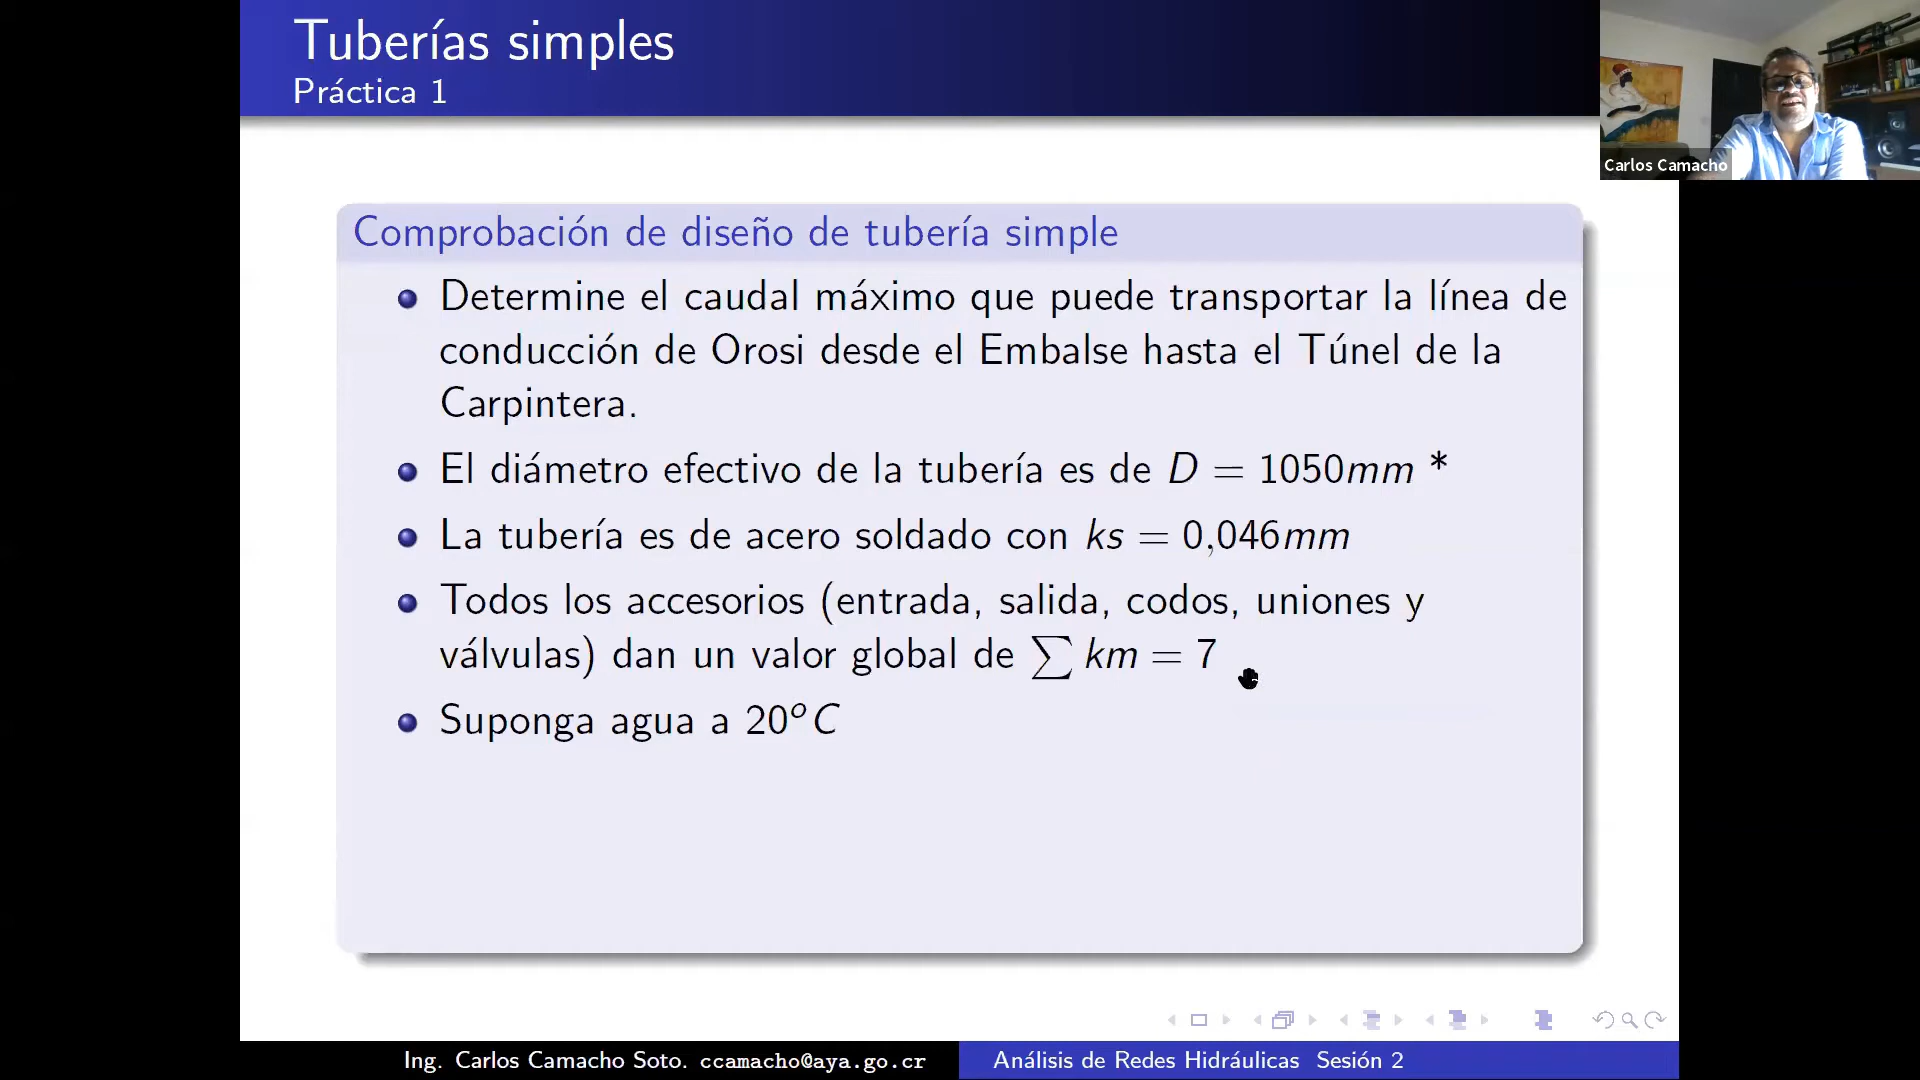 Tuberías simples
Práctica 1
Carlos Camacho
Comprobación de diseño de tubería simple
Determine el caudal máximo que puede transportar la línea de
conducción de Orosi desde el Embalse hasta el Túnel de la
Carpintera.
El diámetro efectivo de la tubería es de D = 1050mm *
La tubería es de acero soldado con ks = 0,046mm
Todos los accesorios (entrada, salida, codos, uniones y
válvulas) dan un valor global de ∑ km = 7
Suponga agua a 20°C
Ing. Carlos Camacho Soto. ccamacho@aya.go.cr
Análisis de Redes Hidráulicas Sesión 2